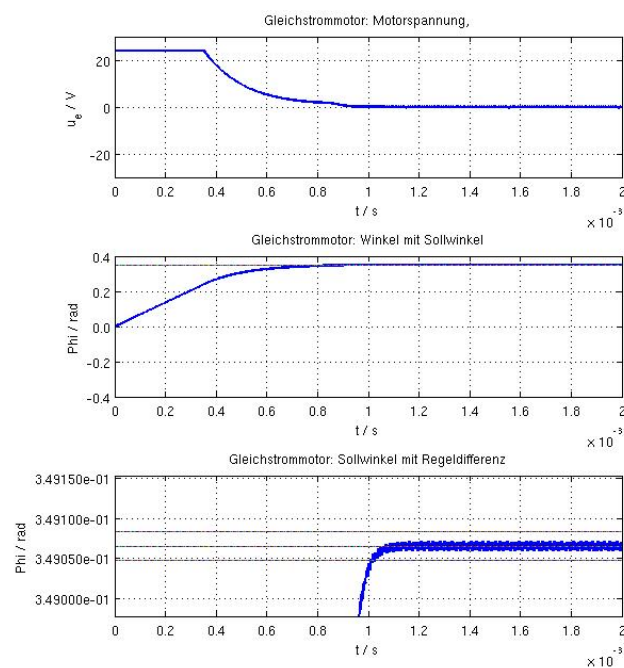 Gleichstrommotor: Motorspannung,
u_e / V
20
0
-20
0 0.2 0.4 0.6 0.8 1 1.2 1.4 1.6 1.8 2
t / s
× 10⁻³
Gleichstrommotor: Winkel mit Sollwinkel
Phi / rad
0.4
0.2
0.0
-0.2
-0.4
0 0.2 0.4 0.6 0.8 1 1.2 1.4 1.6 1.8 2
t / s
× 10⁻³
Gleichstrommotor: Sollwinkel mit Regeldifferenz
Phi / rad
3.49150e-01
3.49100e-01
3.49050e-01
3.49000e-01
0 0.2 0.4 0.6 0.8 1 1.2 1.4 1.6 1.8 2
t / s
× 10⁻³